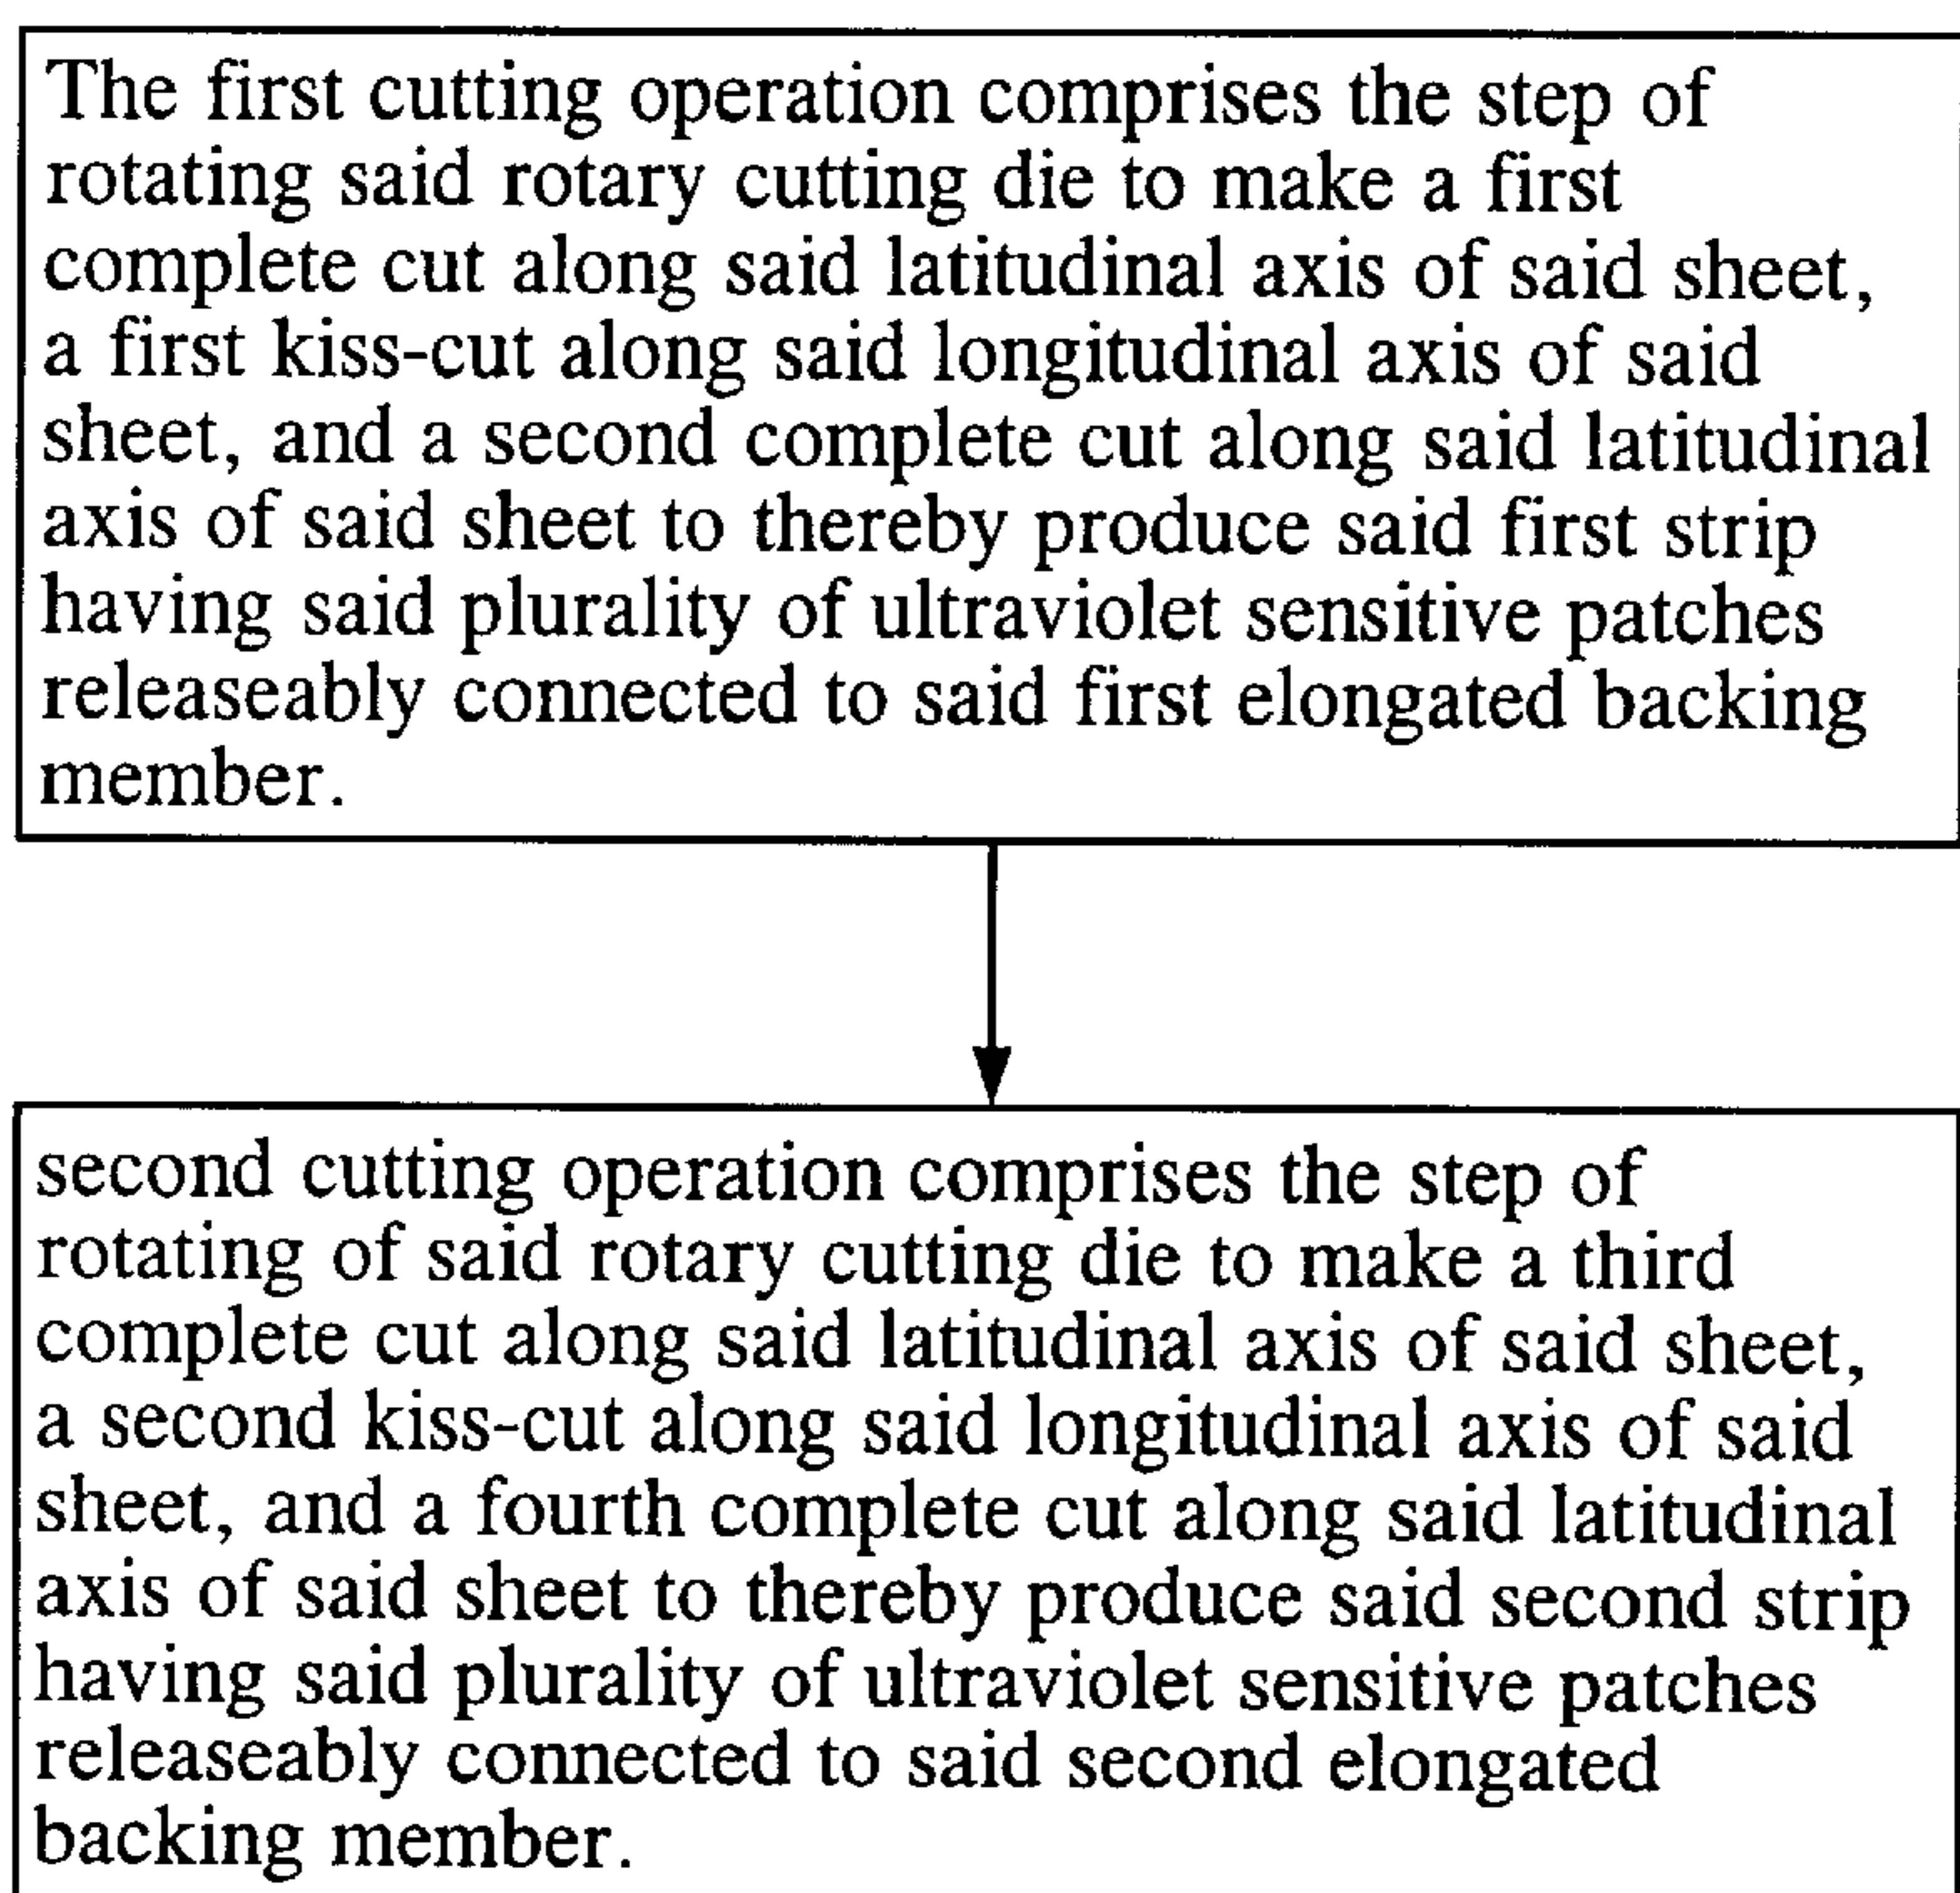 The first cutting operation comprises the step of
rotating said rotary cutting die to make a first
complete cut along said latitudinal axis of said sheet,
a first kiss-cut along said longitudinal axis of said
sheet, and a second complete cut along said latitudinal
axis of said sheet to thereby produce said first strip
having said plurality of ultraviolet sensitive patches
releaseably connected to said first elongated backing
member.
second cutting operation comprises the step of
rotating of said rotary cutting die to make a third
complete cut along said latitudinal axis of said sheet,
a second kiss-cut along said longitudinal axis of said
sheet, and a fourth complete cut along said latitudinal
axis of said sheet to thereby produce said second strip
having said plurality of ultraviolet sensitive patches
releaseably connected to said second elongated
backing member.